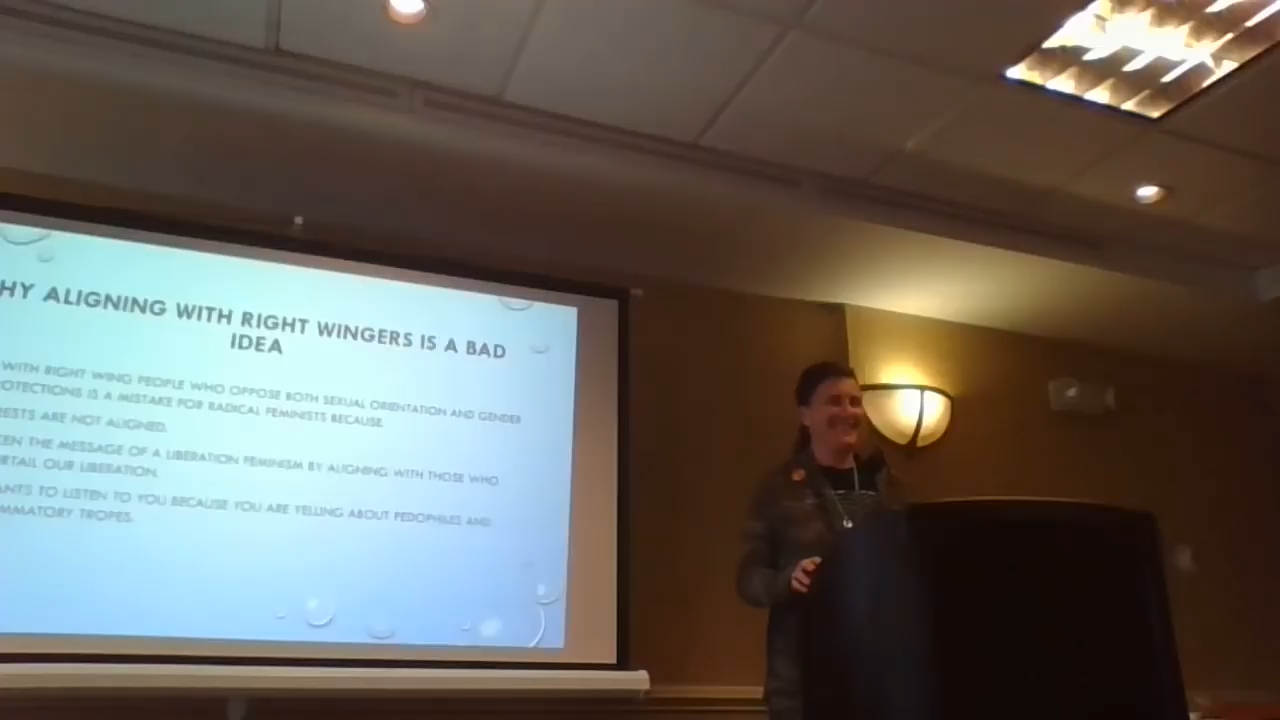 HY ALIGNING WITH RIGHT WINGERS IS A BAD
IDEA
WITH RIGHT WING PEOPLE WHO OPPOSE BOTH SEXUAL ORIENTATION AND GENDER
OTECTIONS IS A MISTAKE FOR RADICAL FEMINISTS BECAUSE
ESTS ARE NOT ALIGNED.
EN THE MESSAGE OF A LIBERATION FEMINISM BY ALIGNING WITH THOSE WHO
RTAIL OUR LIBERATION.
ANTS TO LISTEN TO YOU BECAUSE YOU ARE YELLING ABOUT PEDOPHILES AND
MMATORY TROPES.